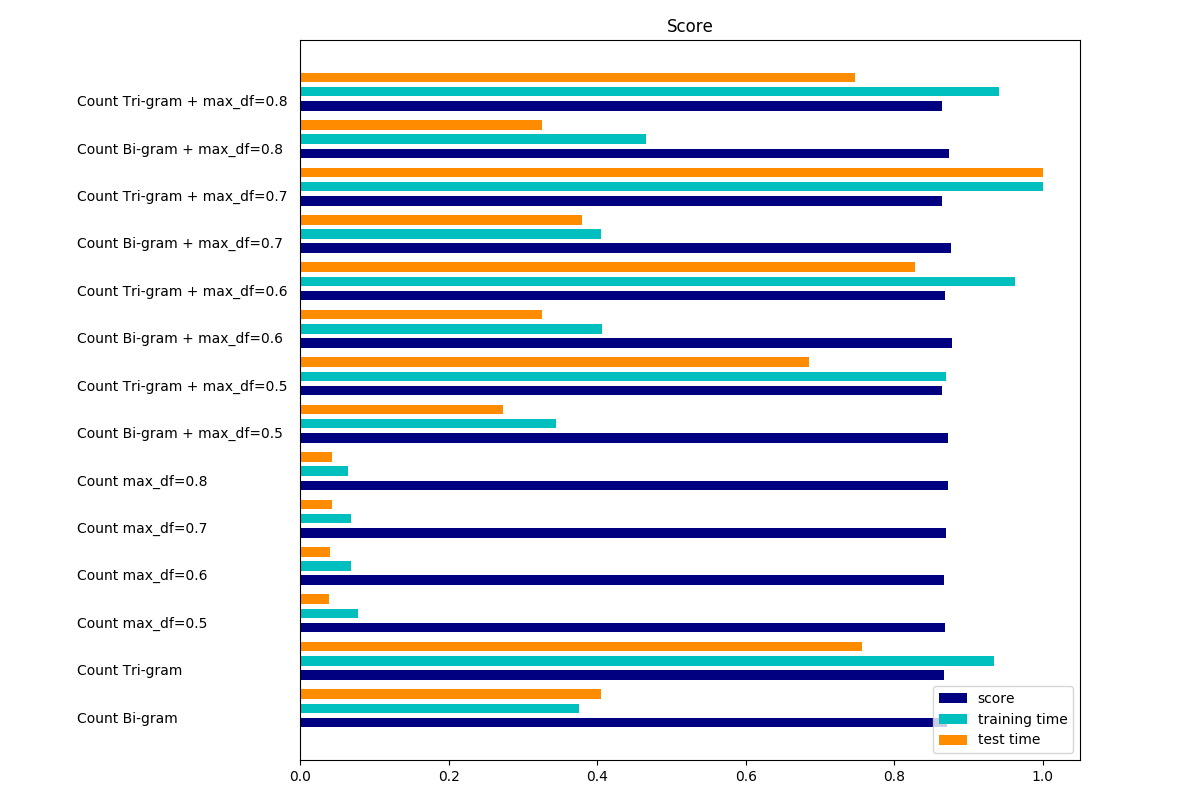 Score
Count Tri-gram + max_df=0.8
Count Bi-gram + max_df=0.8
Count Tri-gram + max_df=0.7
Count Bi-gram + max_df=0.7
Count Tri-gram + max_df=0.6
Count Bi-gram + max_df=0.6
Count Tri-gram + max_df=0.5
Count Bi-gram + max_df=0.5
Count max_df=0.8
Count max_df=0.7
Count max_df=0.6
Count max_df=0.5
Count Tri-gram
Count Bi-gram
score
training time
test time
0.0 0.2 0.4 0.6 0.8 1.0